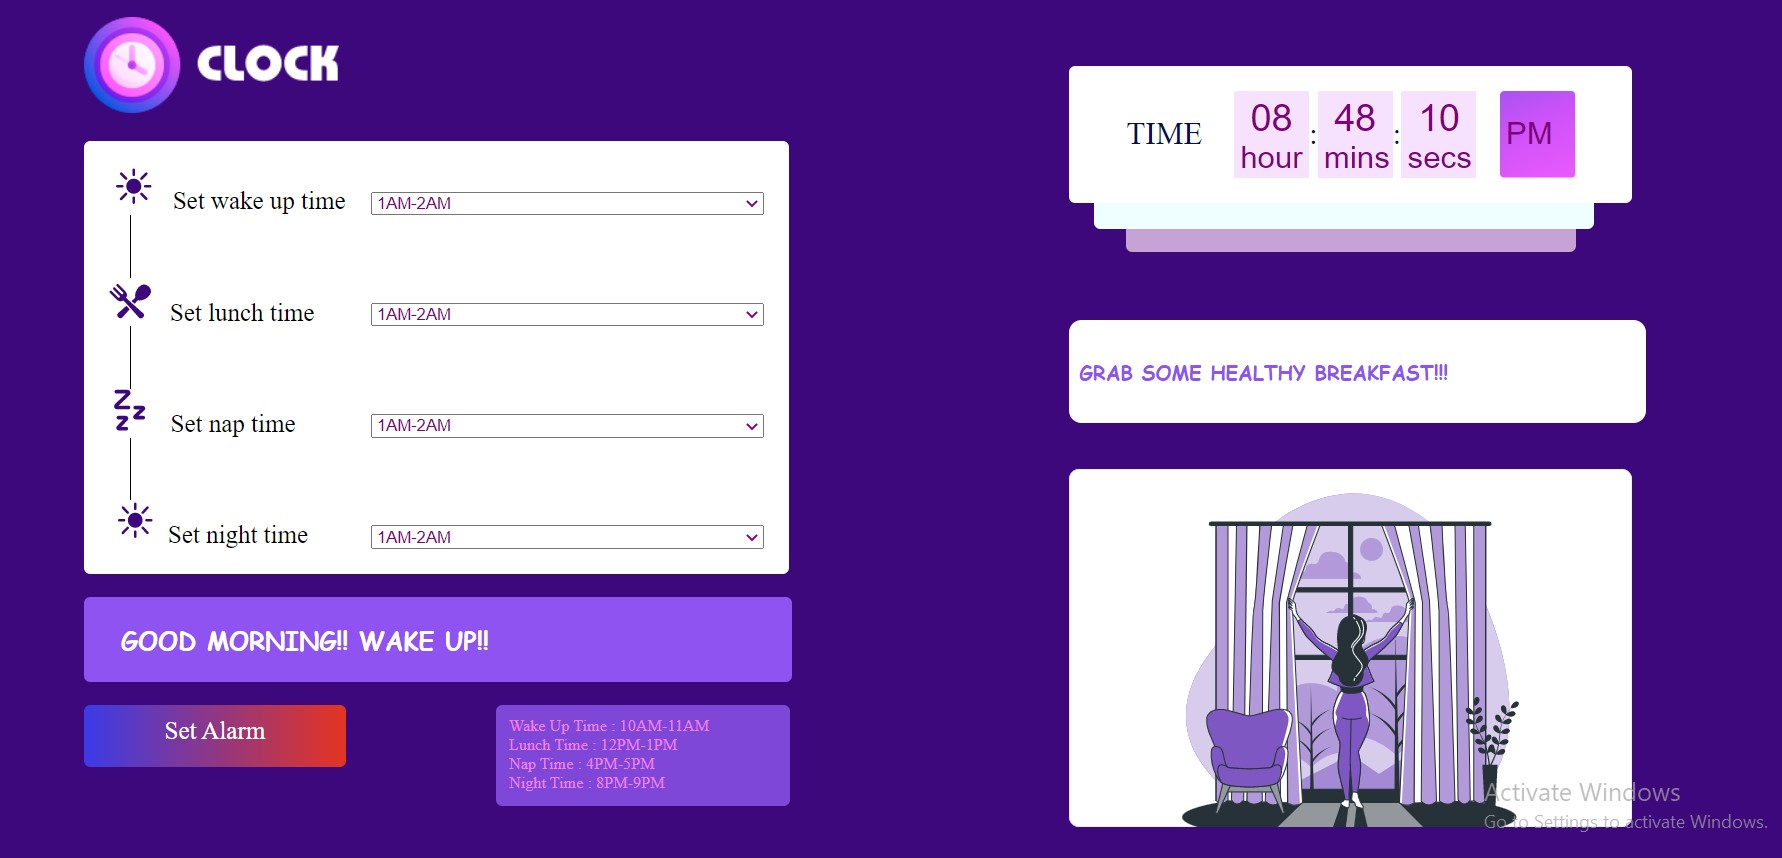 CLOCK
Set wake up time 1AM-2AM
Set lunch time 1AM-2AM
Set nap time 1AM-2AM
Set night time 1AM-2AM
GOOD MORNING!! WAKE UP!!
Set Alarm
Wake Up Time : 10AM-11AM
Lunch Time : 12PM-1PM
Nap Time : 4PM-5PM
Night Time : 8PM-9PM
TIME 08 : 48 : 10 PM
hour mins secs
GRAB SOME HEALTHY BREAKFAST!!!
Activate Windows
Go to Settings to activate Windows.